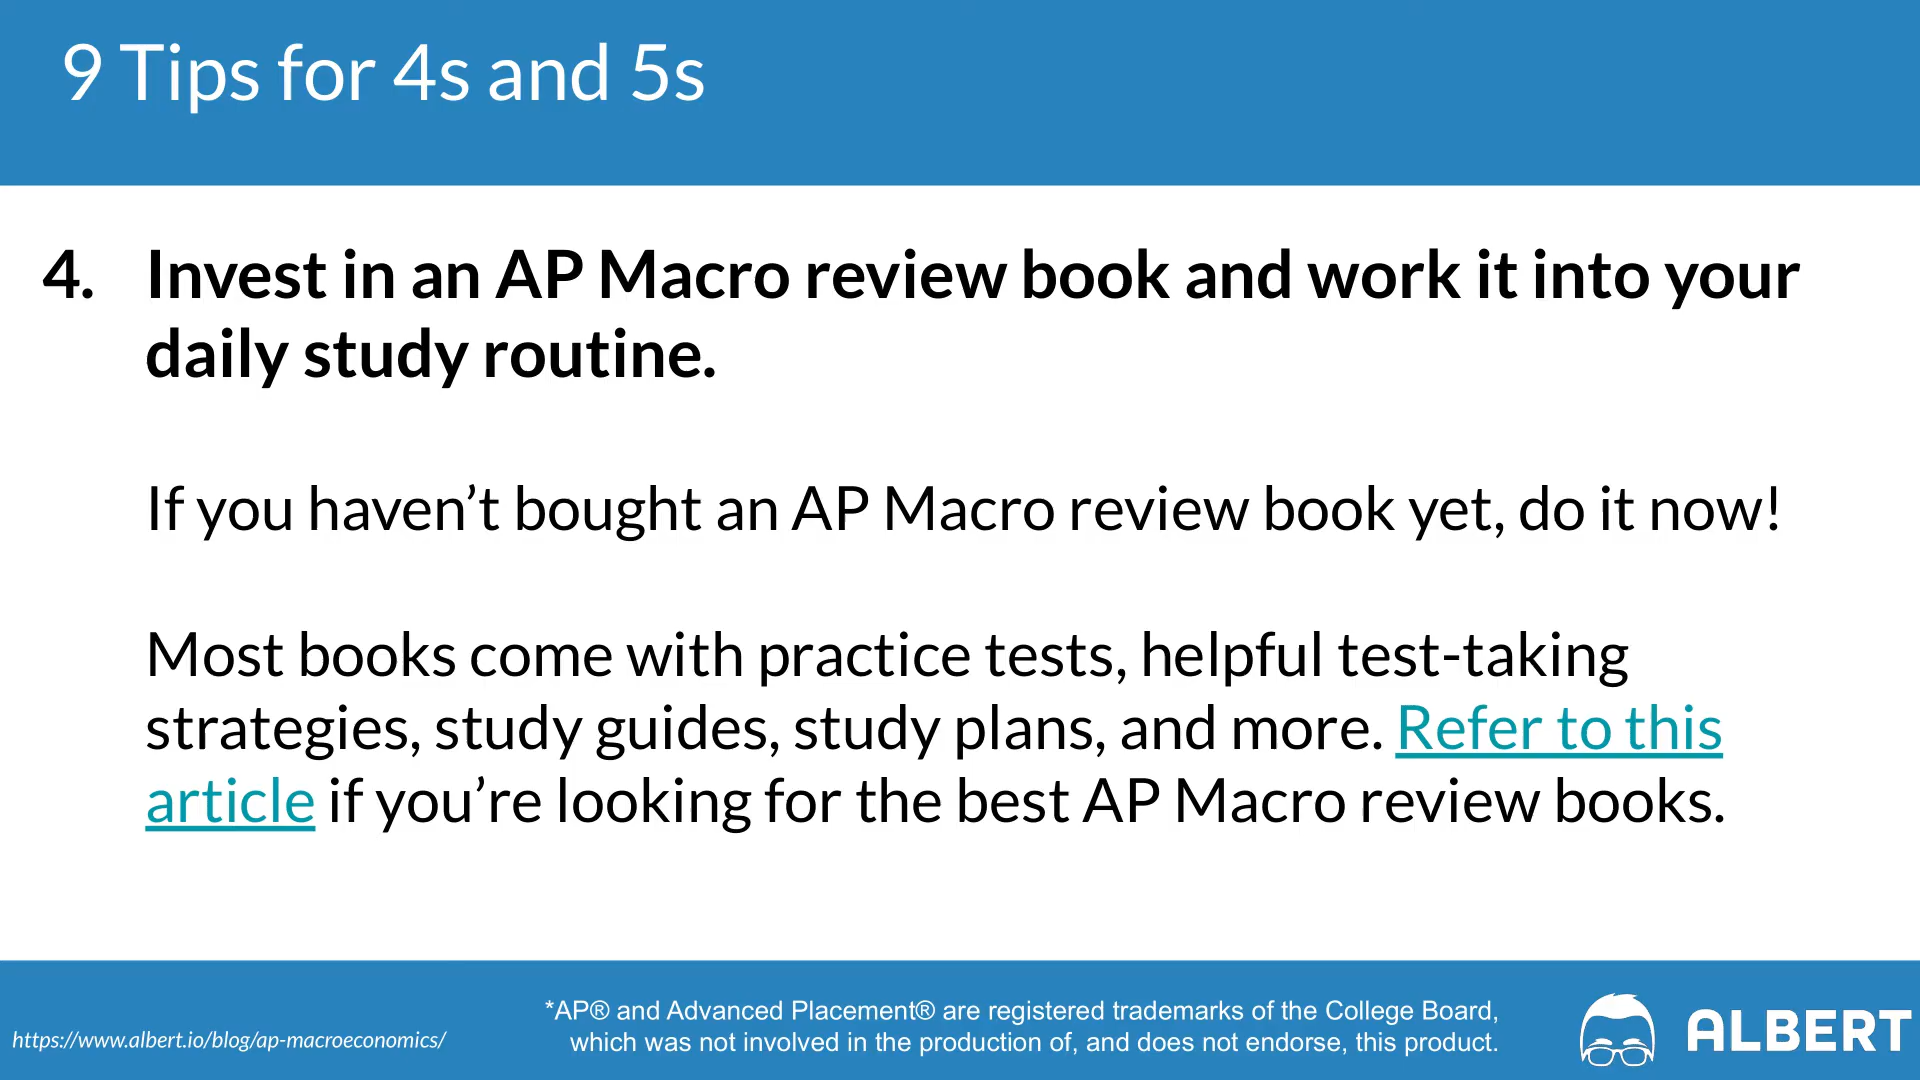 9 Tips for 4s and 5s
4. Invest in an AP Macro review book and work it into your
daily study routine.
If you haven’t bought an AP Macro review book yet, do it now!
Most books come with practice tests, helpful test-taking
strategies, study guides, study plans, and more. Refer to this
article if you’re looking for the best AP Macro review books.
https://www.albert.io/blog/ap-macroeconomics/
*AP® and Advanced Placement® are registered trademarks of the College Board,
which was not involved in the production of, and does not endorse, this product.
ALBERT